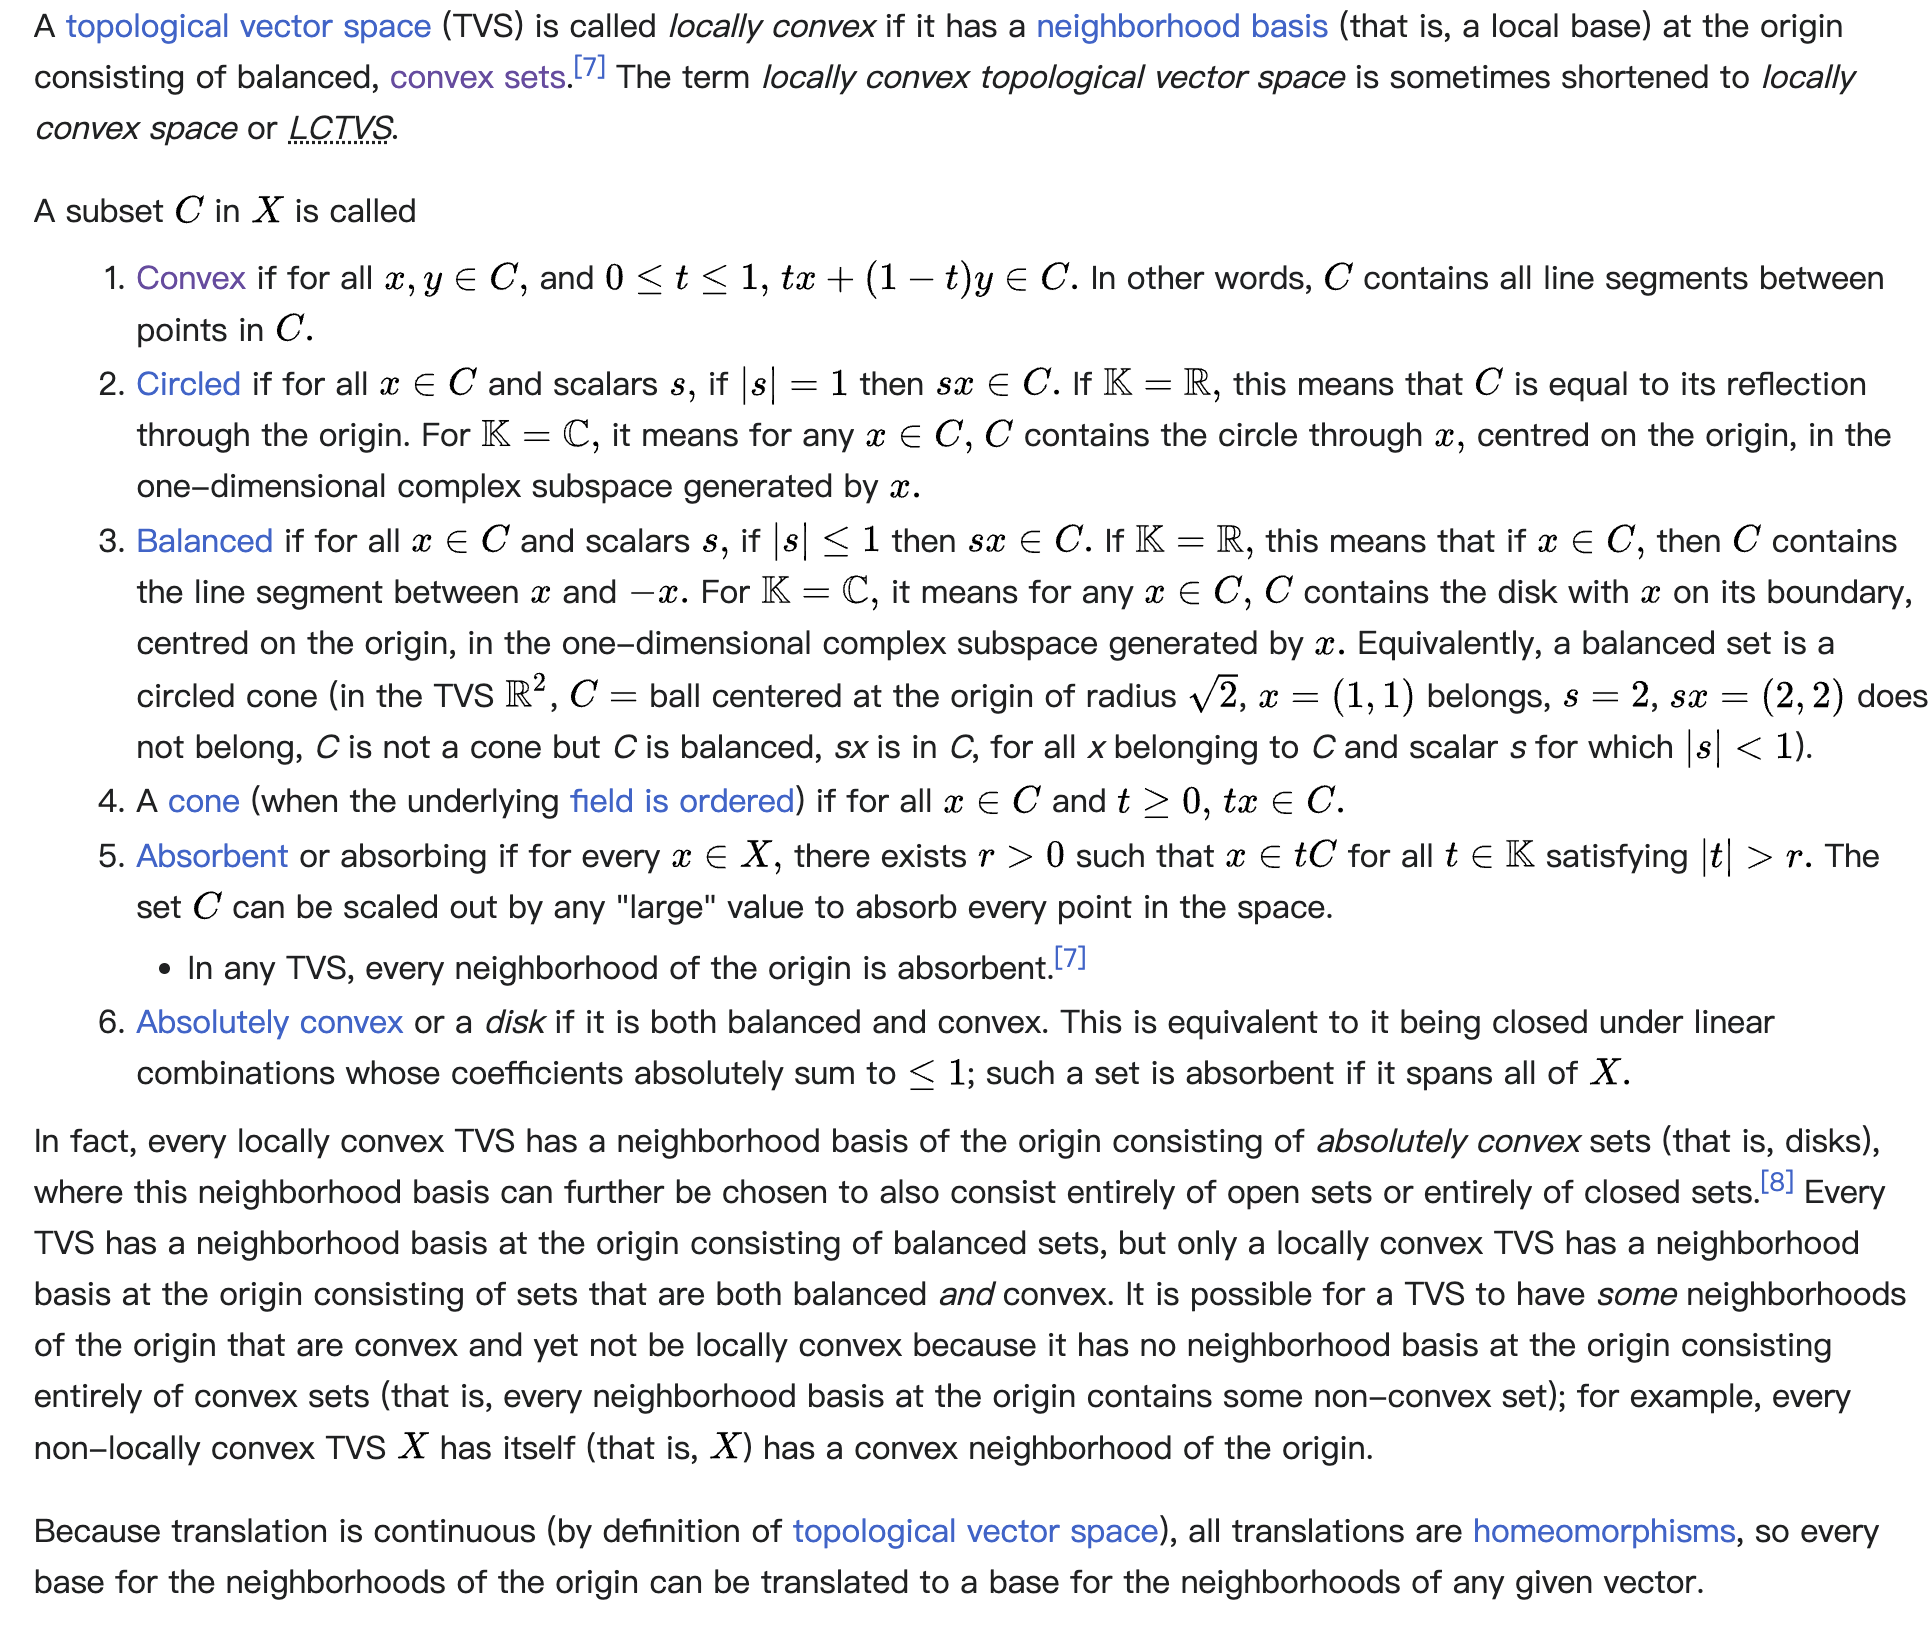 A topological vector space (TVS) is called locally convex if it has a neighborhood basis (that is, a local base) at the origin
consisting of balanced, convex sets.[7] The term locally convex topological vector space is sometimes shortened to locally
convex space or LCTVS.
A subset C in X is called
1. Convex if for all x, y ∈ C, and 0 ≤ t ≤ 1, tx + (1 − t)y ∈ C. In other words, C contains all line segments between
points in C.
2. Circled if for all x ∈ C and scalars s, if |s| = 1 then sx ∈ C. If 𝕂 = ℝ, this means that C is equal to its reflection
through the origin. For 𝕂 = ℂ, it means for any x ∈ C, C contains the circle through x, centred on the origin, in the
one–dimensional complex subspace generated by x.
3. Balanced if for all x ∈ C and scalars s, if |s| ≤ 1 then sx ∈ C. If 𝕂 = ℝ, this means that if x ∈ C, then C contains
the line segment between x and −x. For 𝕂 = ℂ, it means for any x ∈ C, C contains the disk with x on its boundary,
centred on the origin, in the one–dimensional complex subspace generated by x. Equivalently, a balanced set is a
circled cone (in the TVS ℝ², C = ball centered at the origin of radius √2, x = (1, 1) belongs, s = 2, sx = (2, 2) does
not belong, C is not a cone but C is balanced, sx is in C, for all x belonging to C and scalar s for which |s| < 1).
4. A cone (when the underlying field is ordered) if for all x ∈ C and t ≥ 0, tx ∈ C.
5. Absorbent or absorbing if for every x ∈ X, there exists r > 0 such that x ∈ tC for all t ∈ 𝕂 satisfying |t| > r. The
set C can be scaled out by any "large" value to absorb every point in the space.
• In any TVS, every neighborhood of the origin is absorbent.[7]
6. Absolutely convex or a disk if it is both balanced and convex. This is equivalent to it being closed under linear
combinations whose coefficients absolutely sum to ≤ 1; such a set is absorbent if it spans all of X.
In fact, every locally convex TVS has a neighborhood basis of the origin consisting of absolutely convex sets (that is, disks),
where this neighborhood basis can further be chosen to also consist entirely of open sets or entirely of closed sets.[8] Every
TVS has a neighborhood basis at the origin consisting of balanced sets, but only a locally convex TVS has a neighborhood
basis at the origin consisting of sets that are both balanced and convex. It is possible for a TVS to have some neighborhoods
of the origin that are convex and yet not be locally convex because it has no neighborhood basis at the origin consisting
entirely of convex sets (that is, every neighborhood basis at the origin contains some non–convex set); for example, every
non–locally convex TVS X has itself (that is, X) has a convex neighborhood of the origin.
Because translation is continuous (by definition of topological vector space), all translations are homeomorphisms, so every
base for the neighborhoods of the origin can be translated to a base for the neighborhoods of any given vector.